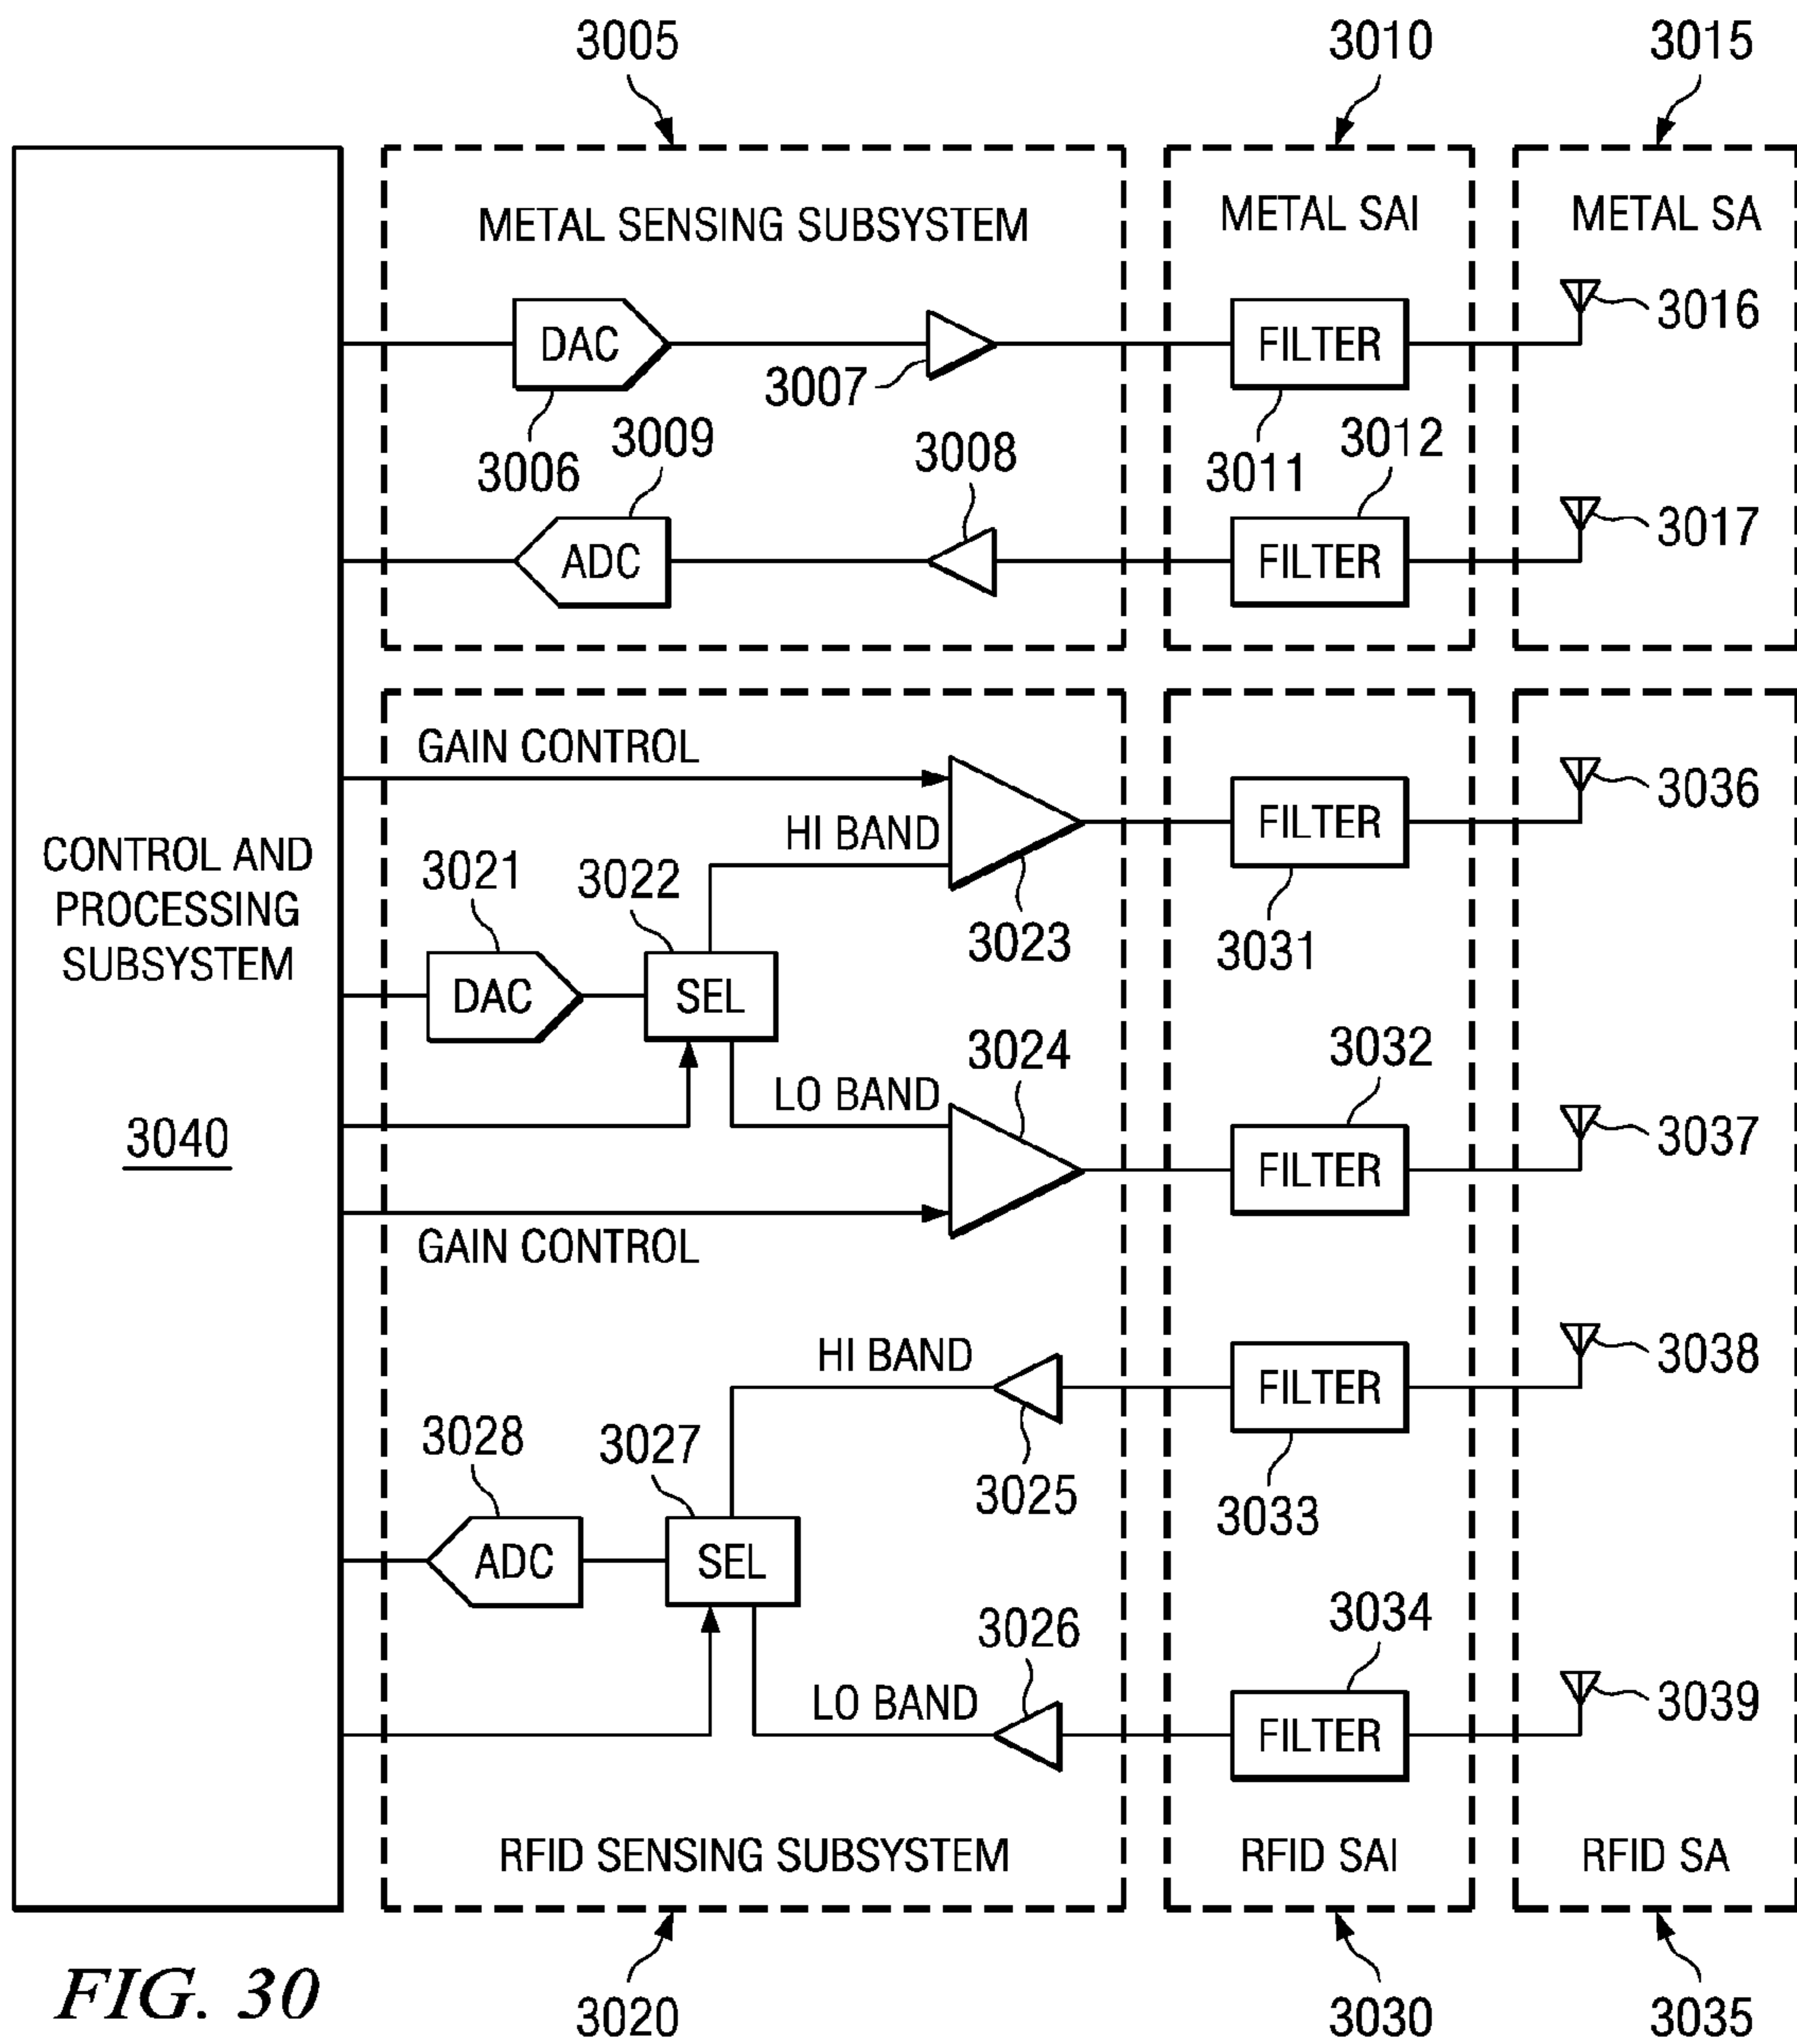 3005 3010 3015
METAL SENSING SUBSYSTEM METAL SAI METAL SA
DAC FILTER 3016
3007
3006 3009 3008 3011 3012
ADC FILTER 3017
GAIN CONTROL
HI BAND FILTER 3036
3021 3022 3023 3031
CONTROL AND
PROCESSING
SUBSYSTEM
3040
DAC SEL
3024 3032
LO BAND FILTER 3037
GAIN CONTROL
HI BAND FILTER 3038
3028 3027 3025 3033
ADC SEL
3026 3034
LO BAND FILTER 3039
RFID SENSING SUBSYSTEM RFID SAI RFID SA
FIG. 30
3020 3030 3035